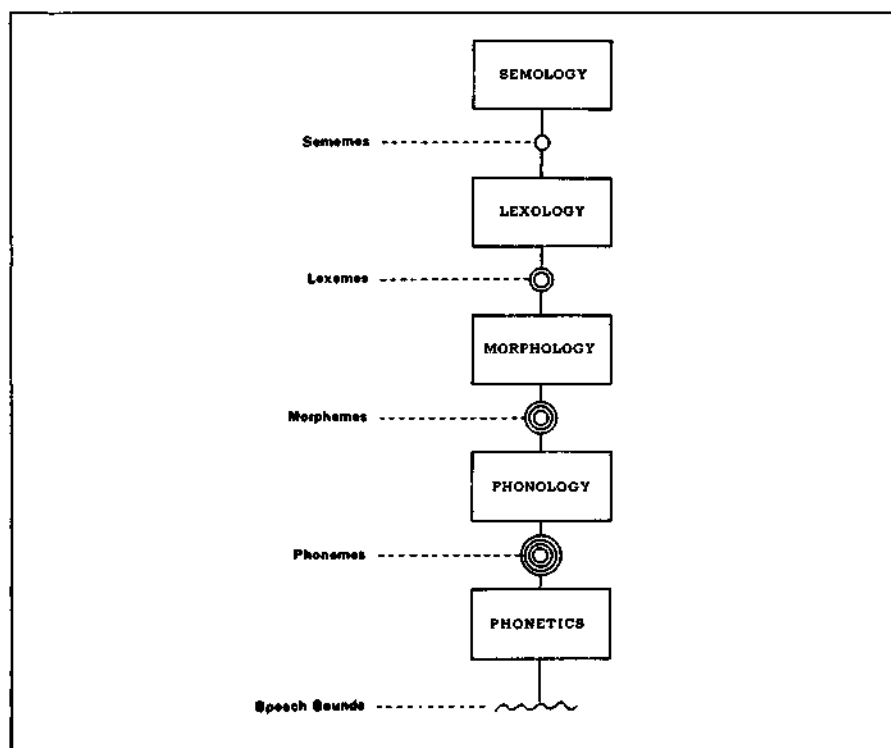 SEMOLOGY
Sememes
LEXOLOGY
Lexemes
MORPHOLOGY
Morphemes
PHONOLOGY
Phonemes
PHONETICS
Speech Sounds